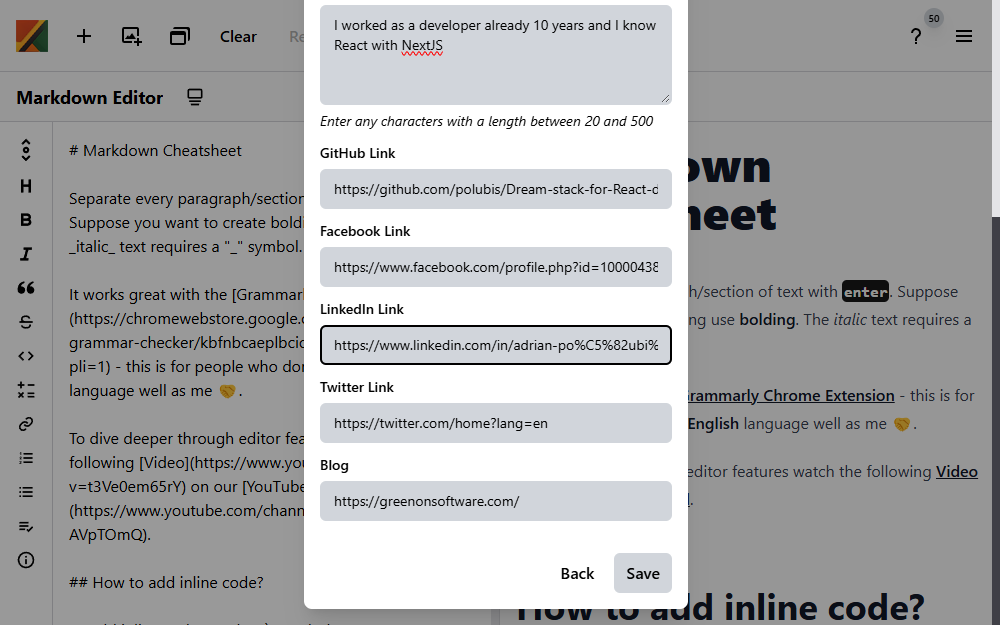 50
Clear
Re
Markdown Editor
# Markdown Cheatsheet
Separate every paragraph/section
Suppose you want to create boldi
_italic_ text requires a "_" symbol.
It works great with the [Grammar
(https://chromewebstore.google.c
grammar-checker/kbfnbcaeplbcio
pli=1) - this is for people who don
language well as me 🤝.
To dive deeper through editor fea
following [Video](https://www.you
v=t3Ve0em65rY) on our [YouTube
(https://www.youtube.com/chann
AVpTOmQ).
## How to add inline code?
I worked as a developer already 10 years and I know
React with NextJS
Enter any characters with a length between 20 and 500
GitHub Link
https://github.com/polubis/Dream-stack-for-React-d
Facebook Link
https://www.facebook.com/profile.php?id=10000438
LinkedIn Link
https://www.linkedin.com/in/adrian-po%C5%82ubi%
Twitter Link
https://twitter.com/home?lang=en
Blog
https://greenonsoftware.com/
Back
Save
own
heet
h/section of text with enter. Suppose
ng use bolding. The italic text requires a
Grammarly Chrome Extension - this is for
English language well as me 🤝.
editor features watch the following Video
l.
How to add inline code?